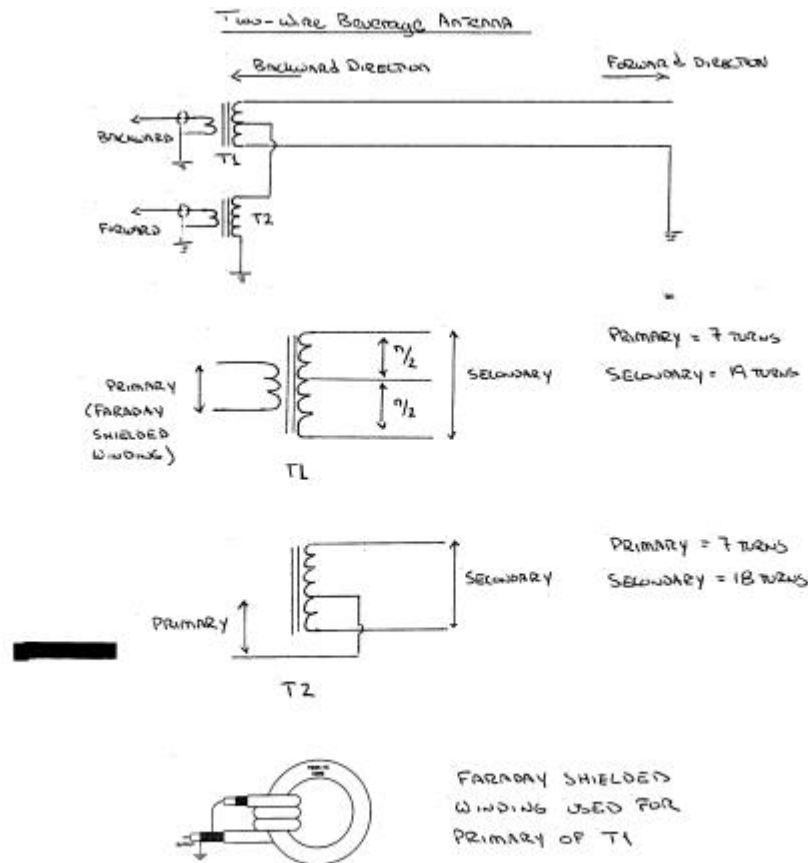 Two-Wire Beverage Antenna
Backward Direction
Forward Direction
Backward
T1
Forward
T2
Primary
(Faraday
Shielded
Winding)
n/2
n/2
Secondary
Primary = 7 turns
Secondary = 19 turns
T1
Primary
Secondary
Primary = 7 turns
Secondary = 18 turns
T2
Faraday Shielded
Winding used for
Primary of T1